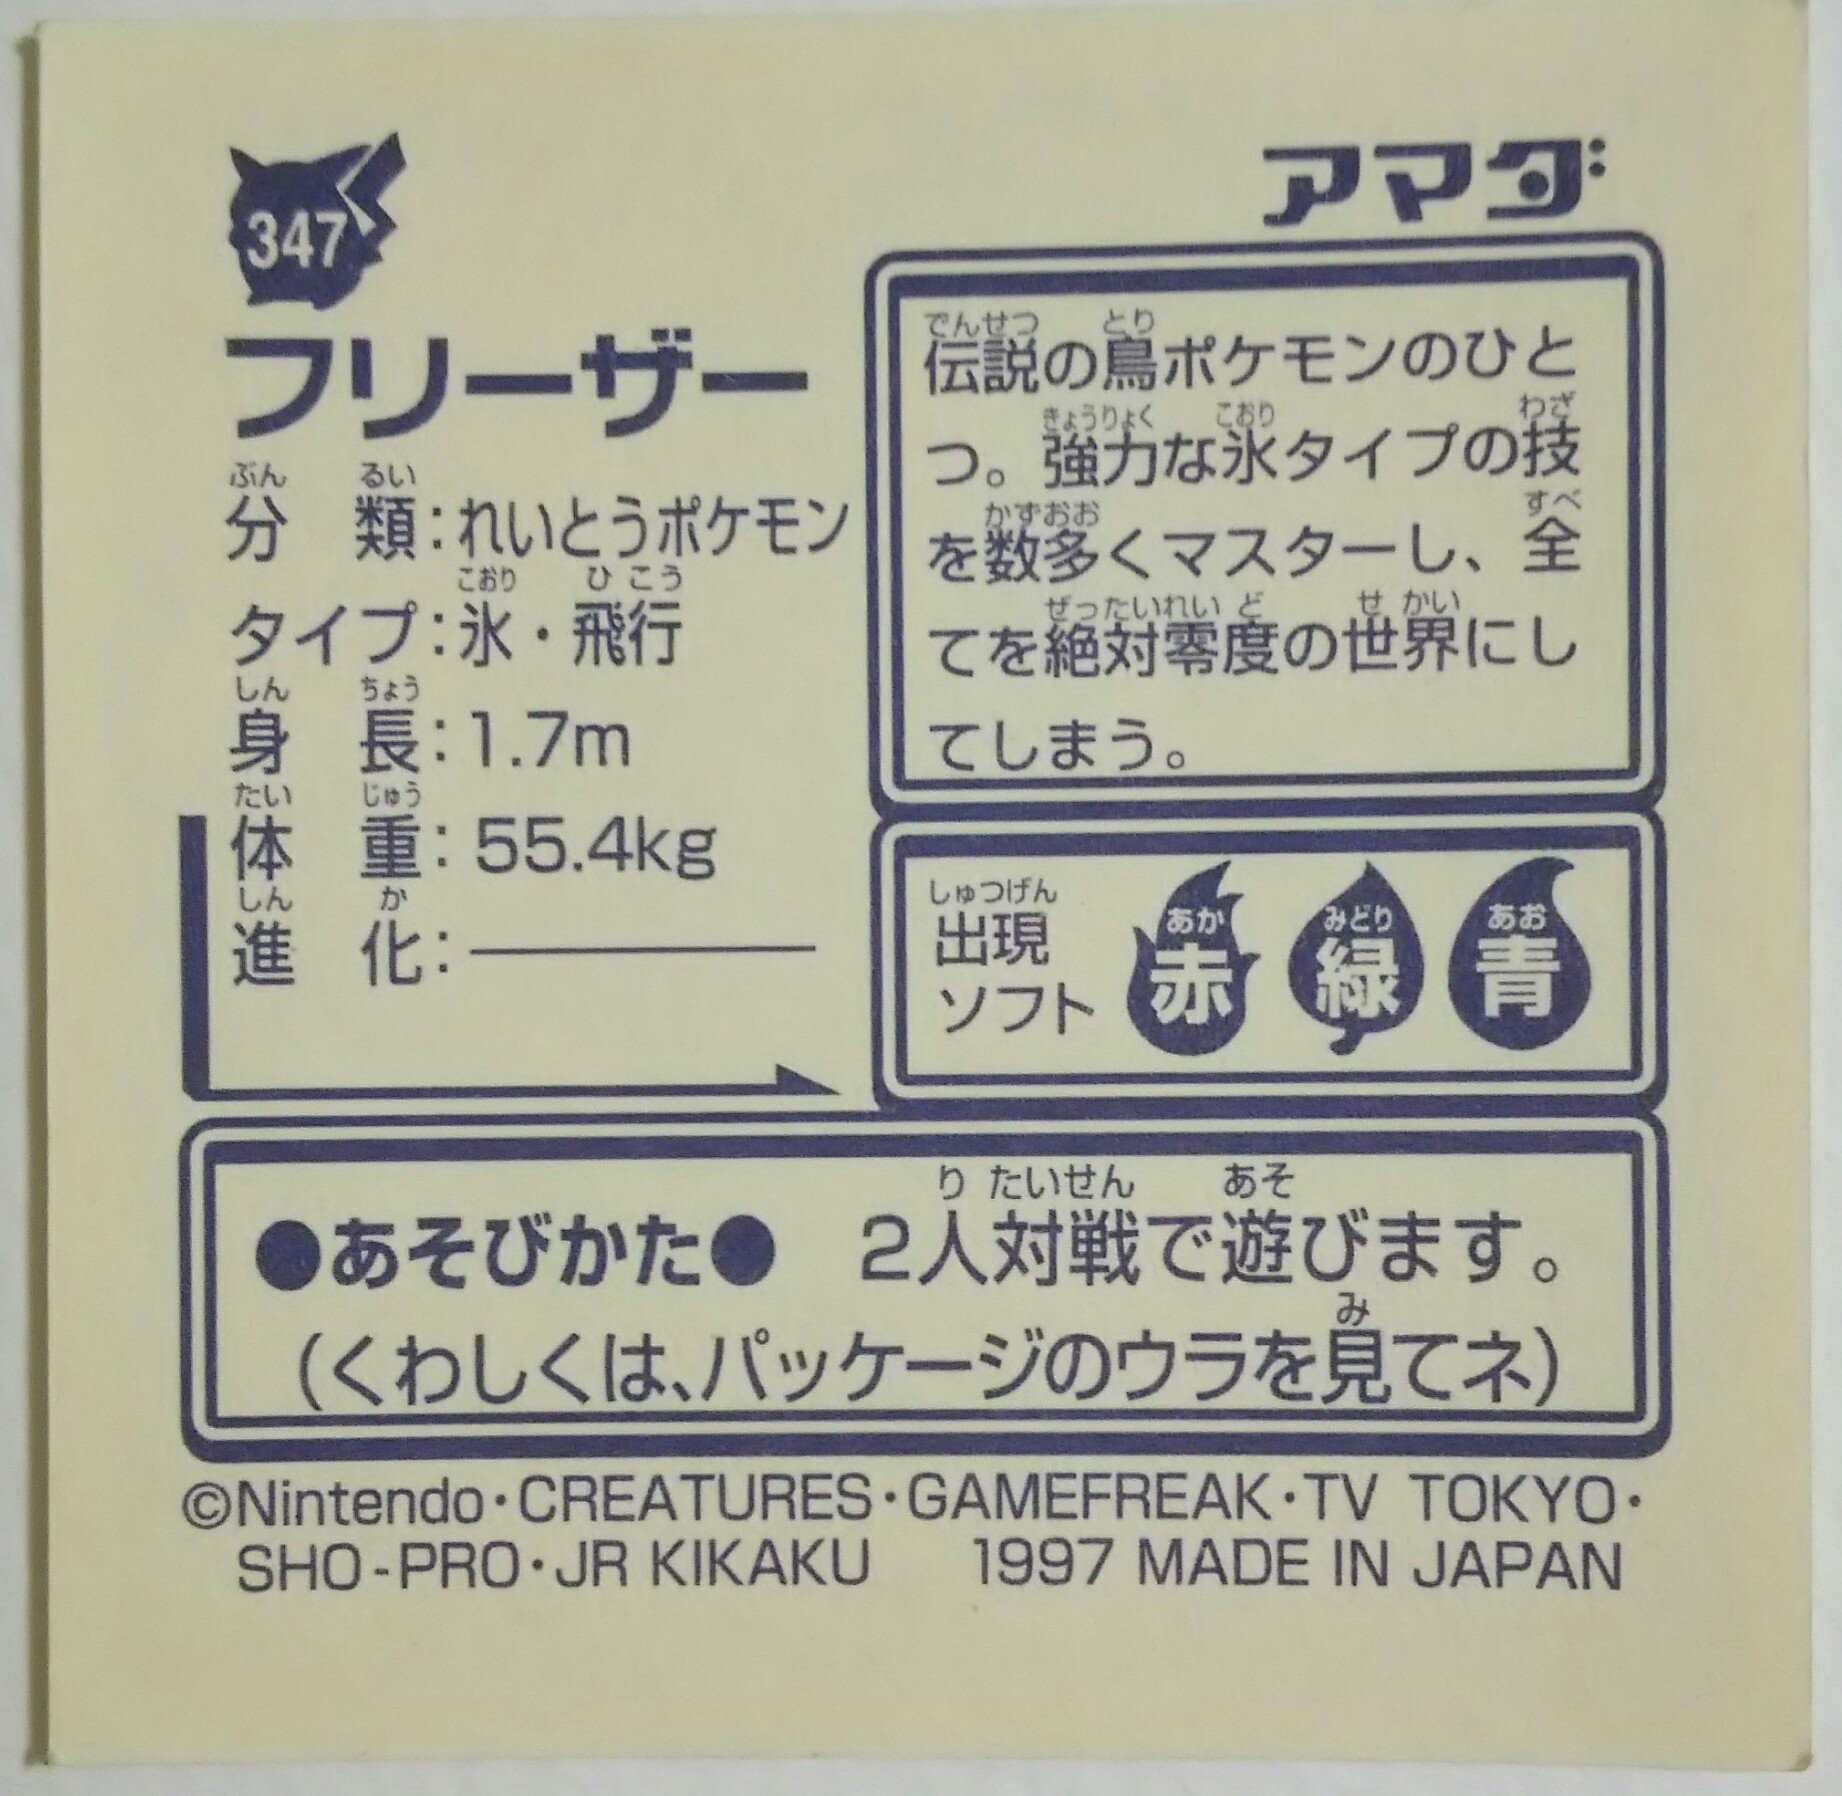 347
アマダ
フリーザー
ぶん るい
分 類：れいとうポケモン
こおり ひ こう
タイプ：氷・飛行
しん ちょう
身 長：1.7m
たい じゅう
体 重：55.4kg
しん か
進 化：―――――
でんせつ とり
伝説の鳥ポケモンのひと
きょうりょく こおり わざ
つ。強力な氷タイプの技
かずおお すべ
を数多くマスターし、全
ぜったいれい ど せ かい
てを絶対零度の世界にし
てしまう。
しゅつげん
出現
ソフト
あか みどり あお
赤 緑 青
り たいせん あそ
●あそびかた● 2人対戦で遊びます。
み
(くわしくは、パッケージのウラを見てネ)
©Nintendo・CREATURES・GAMEFREAK・TV TOKYO・
SHO-PRO・JR KIKAKU 1997 MADE IN JAPAN